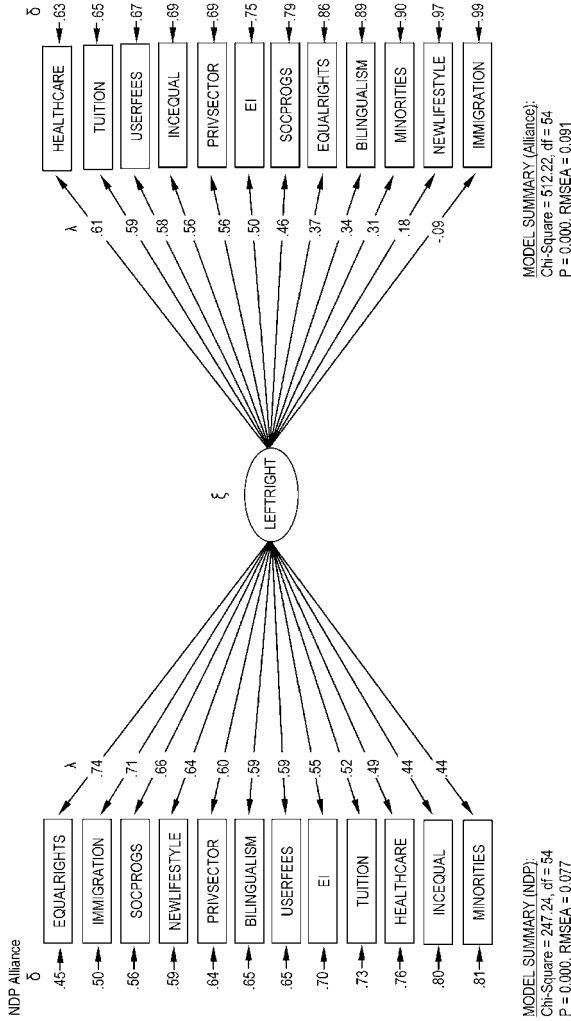 NDP Alliance
δ λ ξ λ δ
.45 EQUALRIGHTS .74 .61 HEALTHCARE .63
.50 IMMIGRATION .71 .59 TUITION .65
.56 SOCPROGS .66 .58 USERFEES .67
.59 NEWLIFESTYLE .64 .56 INCEQUAL .69
.64 PRIVSECTOR .60 .56 PRIVSECTOR .69
.65 BILINGUALISM .59 LEFTRIGHT .50 EI .75
.65 USERFEES .59 .46 SOCPROGS .79
.70 EI .55 .37 EQUALRIGHTS .86
.73 TUITION .52 .34 BILINGUALISM .89
.76 HEALTHCARE .49 .31 MINORITIES .90
.80 INCEQUAL .44 .18 NEWLIFESTYLE .97
.81 MINORITIES .44 -.09 IMMIGRATION .99
MODEL SUMMARY (NDP):
Chi-Square = 247.24, df = 54
P = 0.000, RMSEA = 0.077
MODEL SUMMARY (Alliance):
Chi-Square = 512.22, df = 54
P = 0.000, RMSEA = 0.091